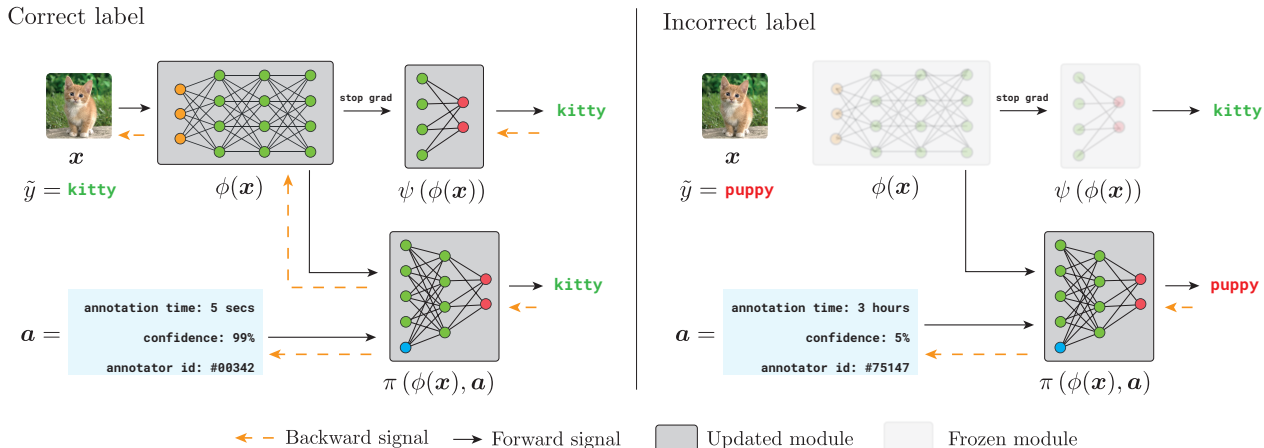 Correct label
Incorrect label
stop grad
kitty
x
ỹ = kitty
ϕ(x)
ψ (ϕ(x))
kitty
a =
annotation time: 5 secs
confidence: 99%
annotator id: #00342
π (ϕ(x), a)
stop grad
kitty
x
ỹ = puppy
ϕ(x)
ψ (ϕ(x))
puppy
a =
annotation time: 3 hours
confidence: 5%
annotator id: #75147
π (ϕ(x), a)
Backward signal
Forward signal
Updated module
Frozen module